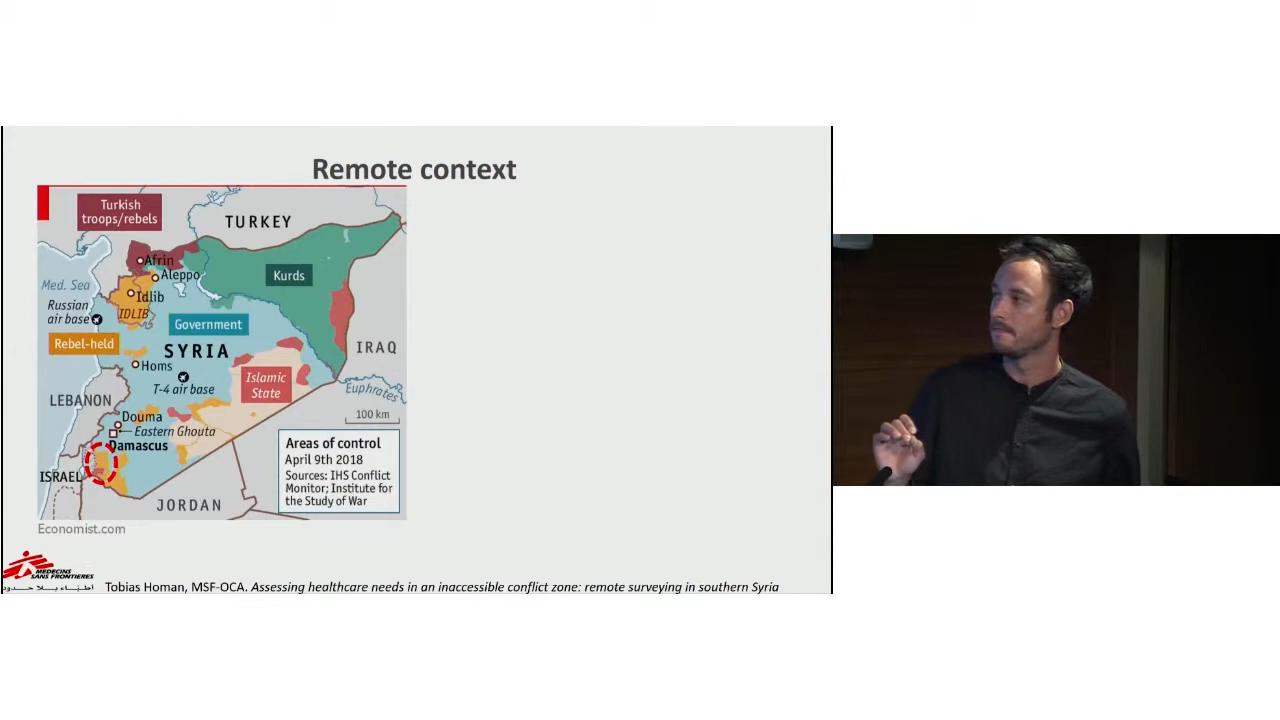 Remote context
Turkish
troops/rebels
TURKEY
Afrin
Aleppo
Kurds
Med. Sea
Idlib
Russian
air base
IDLIB
Government
Rebel-held
SYRIA
IRAQ
Homs
T-4 air base
Islamic
State
Euphrates
LEBANON
100 km
Douma
Eastern Ghouta
Damascus
Areas of control
April 9th 2018
Sources: IHS Conflict
Monitor; Institute for
the Study of War
ISRAEL
JORDAN
Economist.com
MEDECINS
SANS FRONTIERES
أطباء بلا حدود
Tobias Homan, MSF-OCA. Assessing healthcare needs in an inaccessible conflict zone: remote surveying in southern Syria